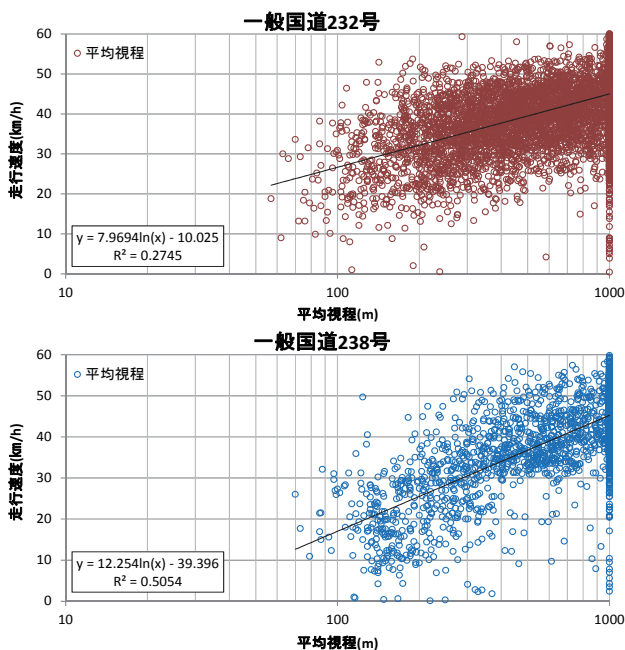 一般国道232号
60
50
40
30
20
10
0
走行速度(km/h)
平均視程
y = 7.9694ln(x) - 10.025
R² = 0.2745
10
100
1000
平均視程(m)
一般国道238号
60
50
40
30
20
10
0
走行速度(km/h)
平均視程
y = 12.254ln(x) - 39.396
R² = 0.5054
10
100
1000
平均視程(m)